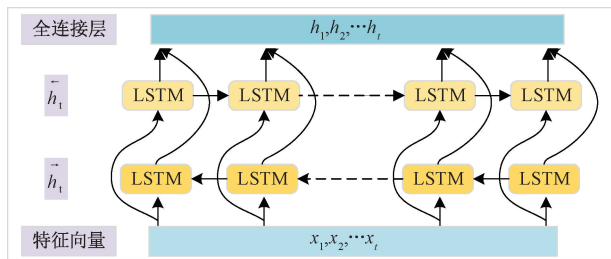 全连接层
h₁,h₂,⋯hₜ
←hₜ
LSTM LSTM LSTM LSTM
→hₜ
LSTM LSTM LSTM LSTM
特征向量
x₁,x₂,⋯xₜ